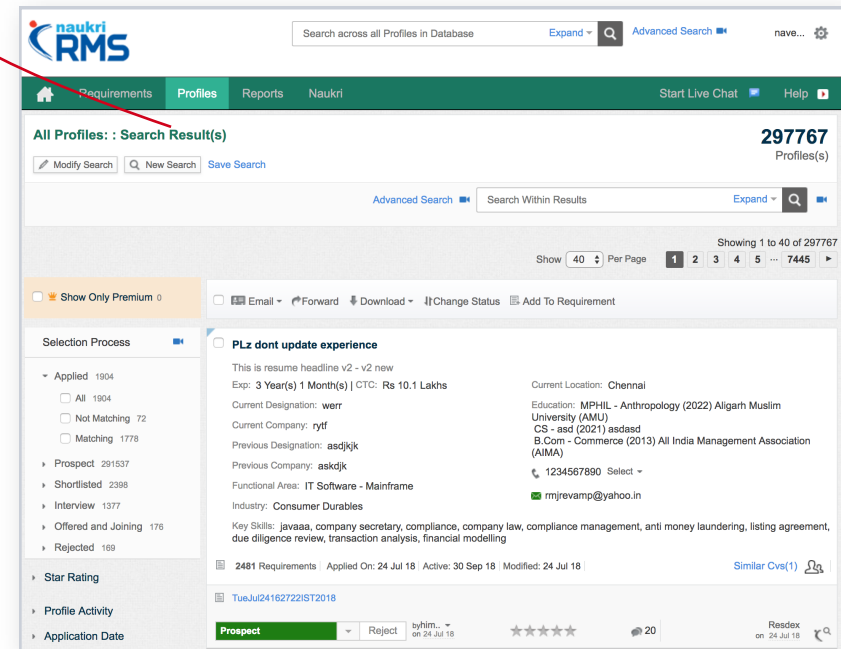 naukri
RMS
Search across all Profiles in Database Expand Advanced Search nave...
Requirements Profiles Reports Naukri Start Live Chat Help
All Profiles: : Search Result(s) 297767
Profiles(s)
Modify Search New Search Save Search
Advanced Search Search Within Results Expand
Showing 1 to 40 of 297767
Show 40 Per Page 1 2 3 4 5 ... 7445
Show Only Premium 0
Email Forward Download Change Status Add To Requirement
Selection Process
Applied 1904
All 1904
Not Matching 72
Matching 1778
Prospect 291537
Shortlisted 2398
Interview 1377
Offered and Joining 176
Rejected 169
Star Rating
Profile Activity
Application Date
PLz dont update experience
This is resume headline v2 - v2 new
Exp: 3 Year(s) 1 Month(s) | CTC: Rs 10.1 Lakhs
Current Designation: werr
Current Company: rytf
Previous Designation: asdjkjk
Previous Company: askdjk
Functional Area: IT Software - Mainframe
Industry: Consumer Durables
Current Location: Chennai
Education: MPHIL - Anthropology (2022) Aligarh Muslim
University (AMU)
CS - asd (2021) asdasd
B.Com - Commerce (2013) All India Management Association
(AIMA)
1234567890 Select
rmjrevamp@yahoo.in
Key Skills: javaaa, company secretary, compliance, company law, compliance management, anti money laundering, listing agreement,
due diligence review, transaction analysis, financial modelling
2481 Requirements Applied On: 24 Jul 18 Active: 30 Sep 18 Modified: 24 Jul 18 Similar Cvs(1)
TueJul24162722IST2018
Prospect Reject byhim.. 20 Resdex
on 24 Jul 18 on 24 Jul 18